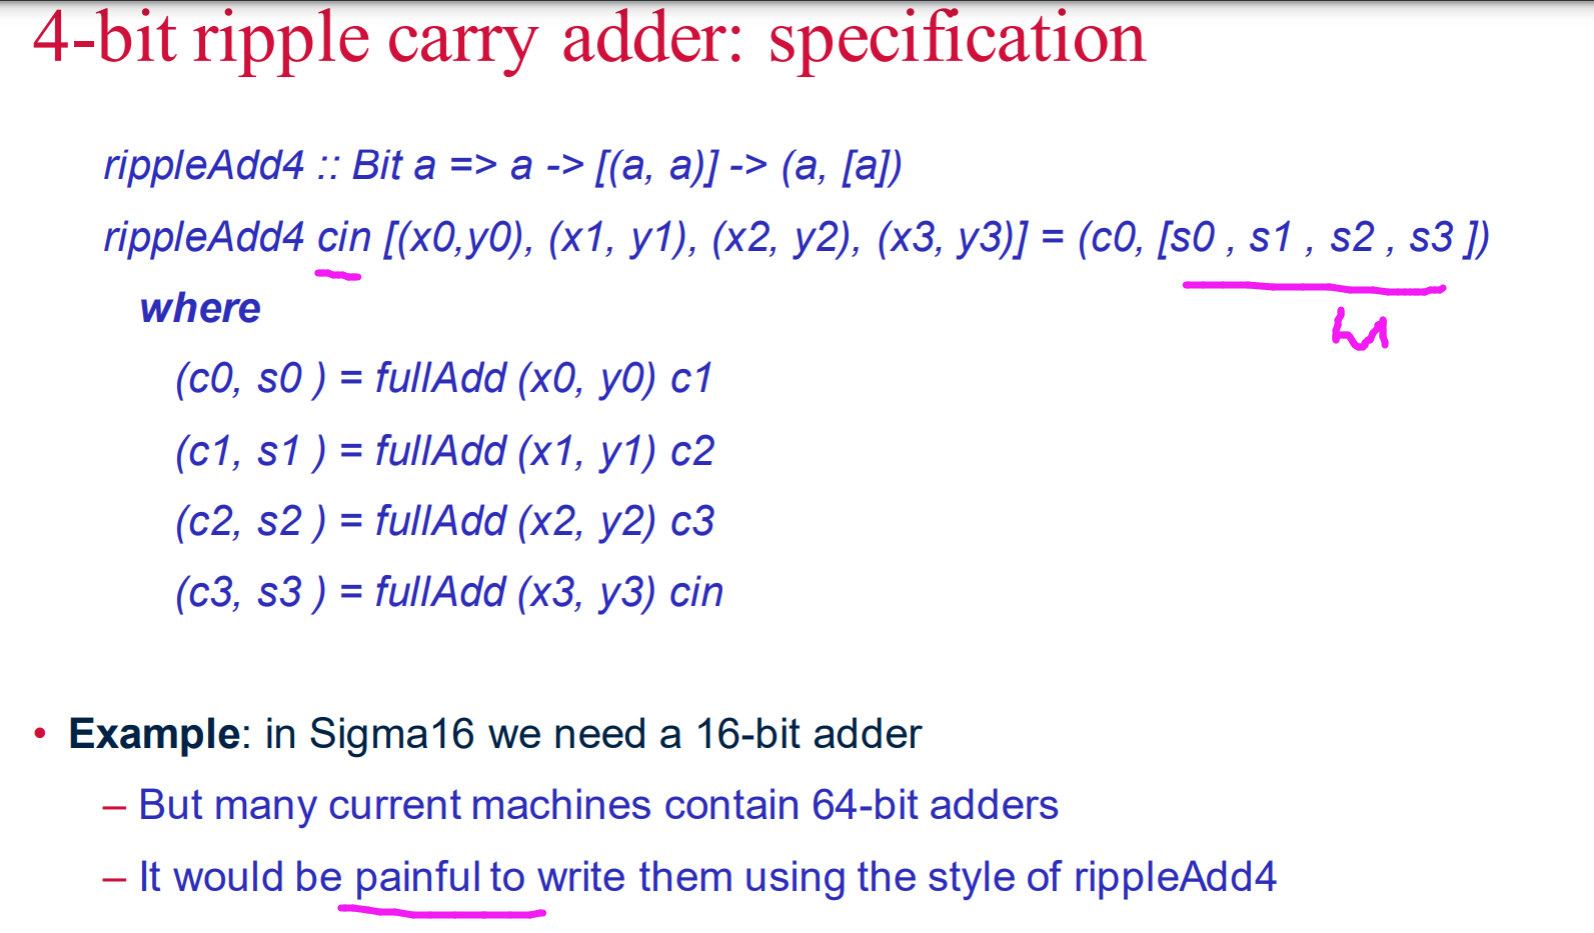 4-bit ripple carry adder: specification
rippleAdd4 :: Bit a => a -> [(a, a)] -> (a, [a])
rippleAdd4 cin [(x0,y0), (x1, y1), (x2, y2), (x3, y3)] = (c0, [s0 , s1 , s2 , s3 ])
where
(c0, s0 ) = fullAdd (x0, y0) c1
(c1, s1 ) = fullAdd (x1, y1) c2
(c2, s2 ) = fullAdd (x2, y2) c3
(c3, s3 ) = fullAdd (x3, y3) cin
• Example: in Sigma16 we need a 16-bit adder
– But many current machines contain 64-bit adders
– It would be painful to write them using the style of rippleAdd4